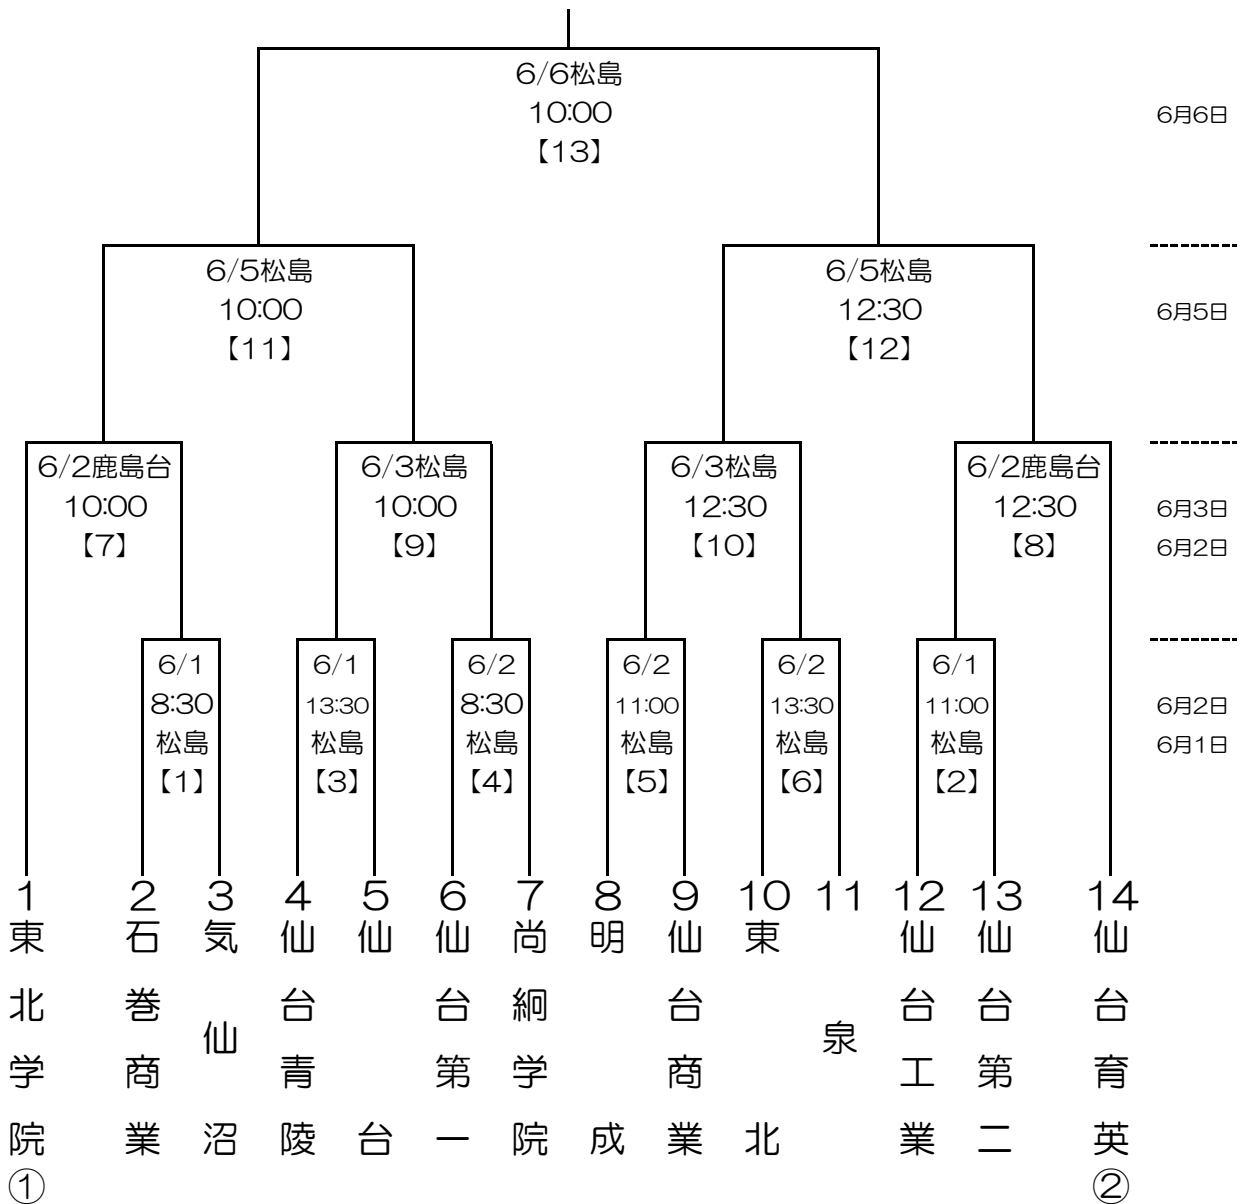 6/6松島
10:00
【13】
6月6日
6/5松島
10:00
【11】
6/5松島
12:30
【12】
6月5日
6/2鹿島台
10:00
【7】
6/3松島
10:00
【9】
6/3松島
12:30
【10】
6/2鹿島台
12:30
【8】
6月3日
6月2日
6/1
8:30
松島
【1】
6/1
13:30
松島
【3】
6/2
8:30
松島
【4】
6/2
11:00
松島
【5】
6/2
13:30
松島
【6】
6/1
11:00
松島
【2】
6月2日
6月1日
1
東北学院
①
2
石巻商業
3
気仙沼
4
仙台青陵
5
仙台
6
仙台第一
7
尚絅学院
8
明成
9
仙台商業
10
東北
11
泉
12
仙台工業
13
仙台第二
14
仙台育英
②